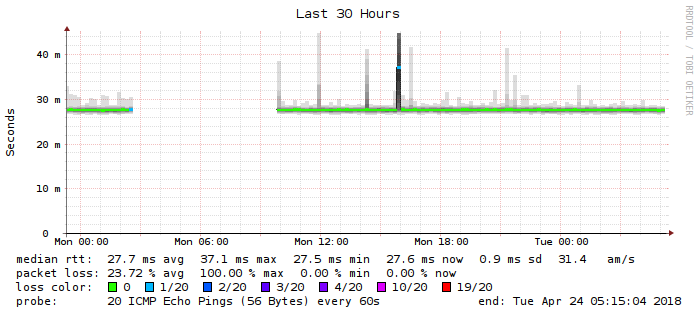 Last 30 Hours
RRDTOOL / TOBI OETIKER
Seconds
40 m
30 m
20 m
10 m
0
Mon 00:00 Mon 06:00 Mon 12:00 Mon 18:00 Tue 00:00
median rtt: 27.7 ms avg 37.1 ms max 27.5 ms min 27.6 ms now 0.9 ms sd 31.4 am/s
packet loss: 23.72 % avg 100.00 % max 0.00 % min 0.00 % now
loss color: 0 1/20 2/20 3/20 4/20 10/20 19/20
probe: 20 ICMP Echo Pings (56 Bytes) every 60s end: Tue Apr 24 05:15:04 2018